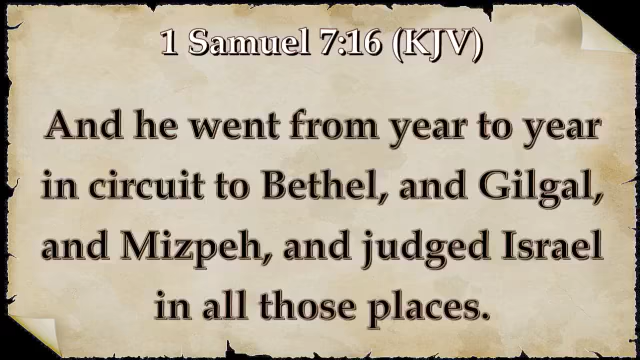 1 Samuel 7:16 (KJV)
And he went from year to year
in circuit to Bethel, and Gilgal,
and Mizpeh, and judged Israel
in all those places.